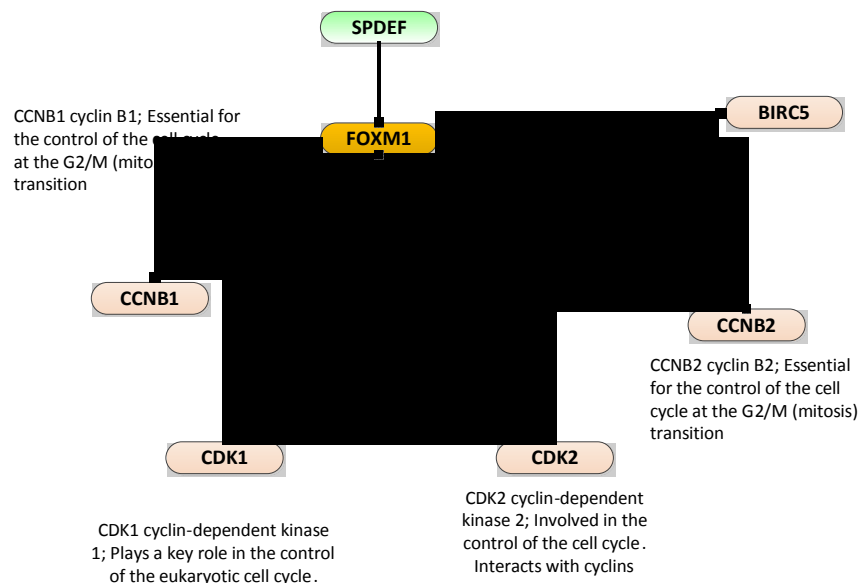 SPDEF
CCNB1 cyclin B1; Essential for
the control of the cell cycle
at the G2/M
transition
FOXM1
BIRC5
CCNB1
CCNB2
CCNB2 cyclin B2; Essential
for the control of the cell
cycle at the G2/M (mitosis)
transition
CDK1
CDK2
CDK2 cyclin-dependent
kinase 2; Involved in the
control of the cell cycle.
Interacts with cyclins
CDK1 cyclin-dependent kinase
1; Plays a key role in the control
of the eukaryotic cell cycle.